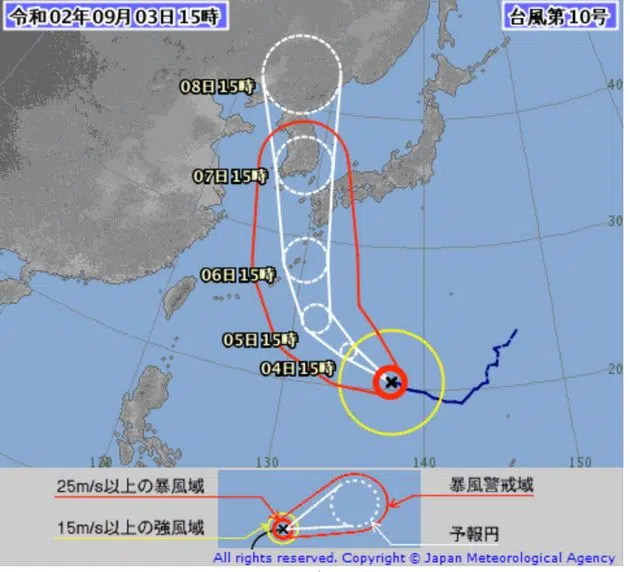 令和02年09月03日15時
台風第10号
08日15時
40
07日15時
30
06日15時
05日15時
04日15時
20
120
130
140
150
25m/s以上の暴風域
暴風警戒域
15m/s以上の強風域
予報円
All rights reserved. Copyright © Japan Meteorological Agency